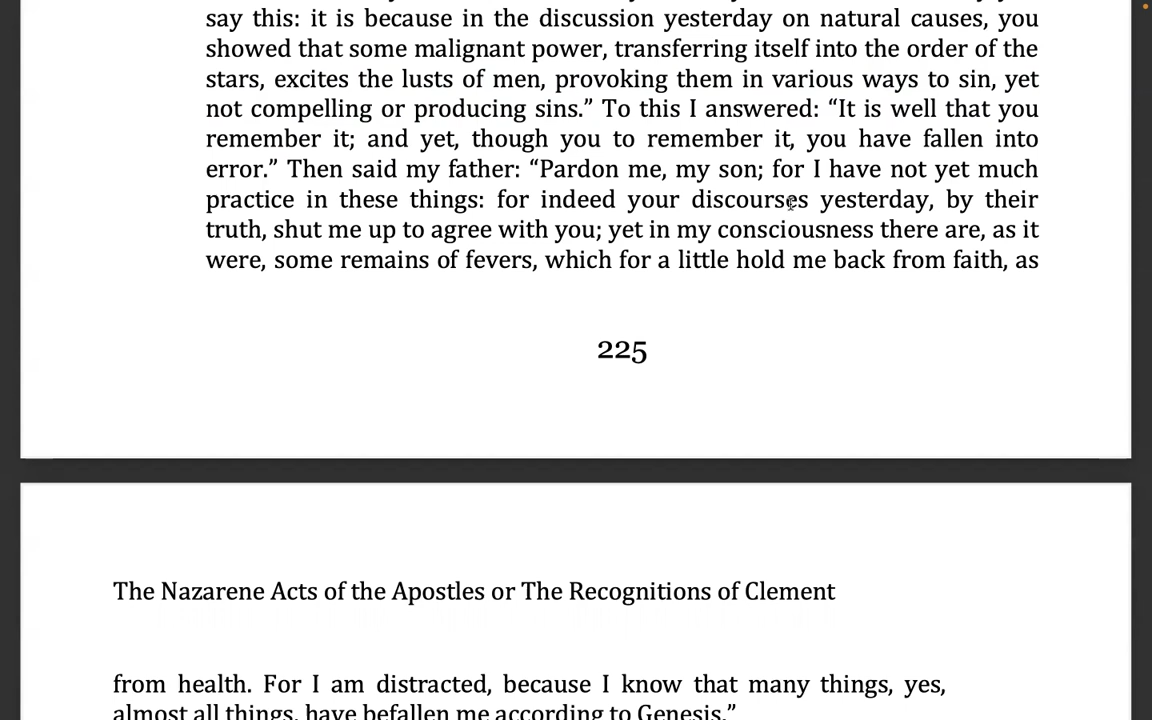 say this: it is because in the discussion yesterday on natural causes, you
showed that some malignant power, transferring itself into the order of the
stars, excites the lusts of men, provoking them in various ways to sin, yet
not compelling or producing sins.” To this I answered: “It is well that you
remember it; and yet, though you to remember it, you have fallen into
error.” Then said my father: “Pardon me, my son; for I have not yet much
practice in these things: for indeed your discourses yesterday, by their
truth, shut me up to agree with you; yet in my consciousness there are, as it
were, some remains of fevers, which for a little hold me back from faith, as
225
The Nazarene Acts of the Apostles or The Recognitions of Clement
from health. For I am distracted, because I know that many things, yes,
almost all things, have befallen me according to Genesis.”